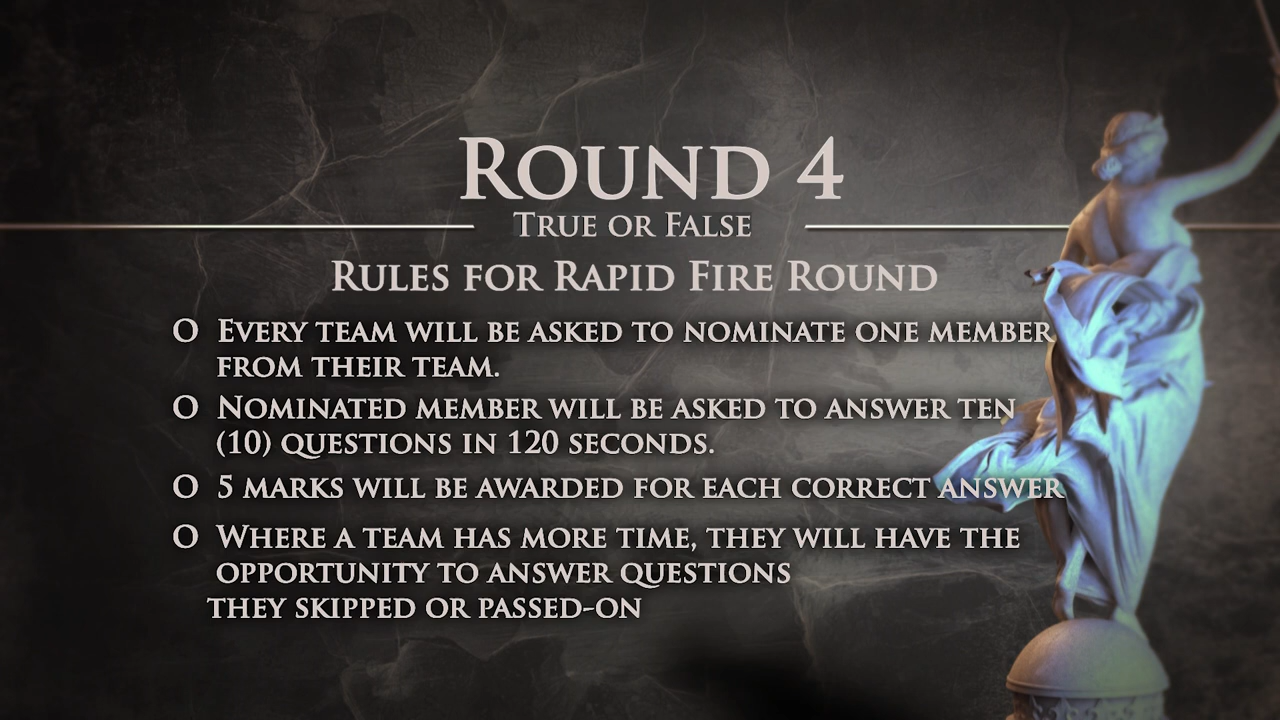 Round 4
True or False
Rules for Rapid Fire Round
O Every team will be asked to nominate one member
from their team.
O Nominated member will be asked to answer ten
(10) questions in 120 seconds.
O 5 marks will be awarded for each correct answer
O Where a team has more time, they will have the
opportunity to answer questions
they skipped or passed-on